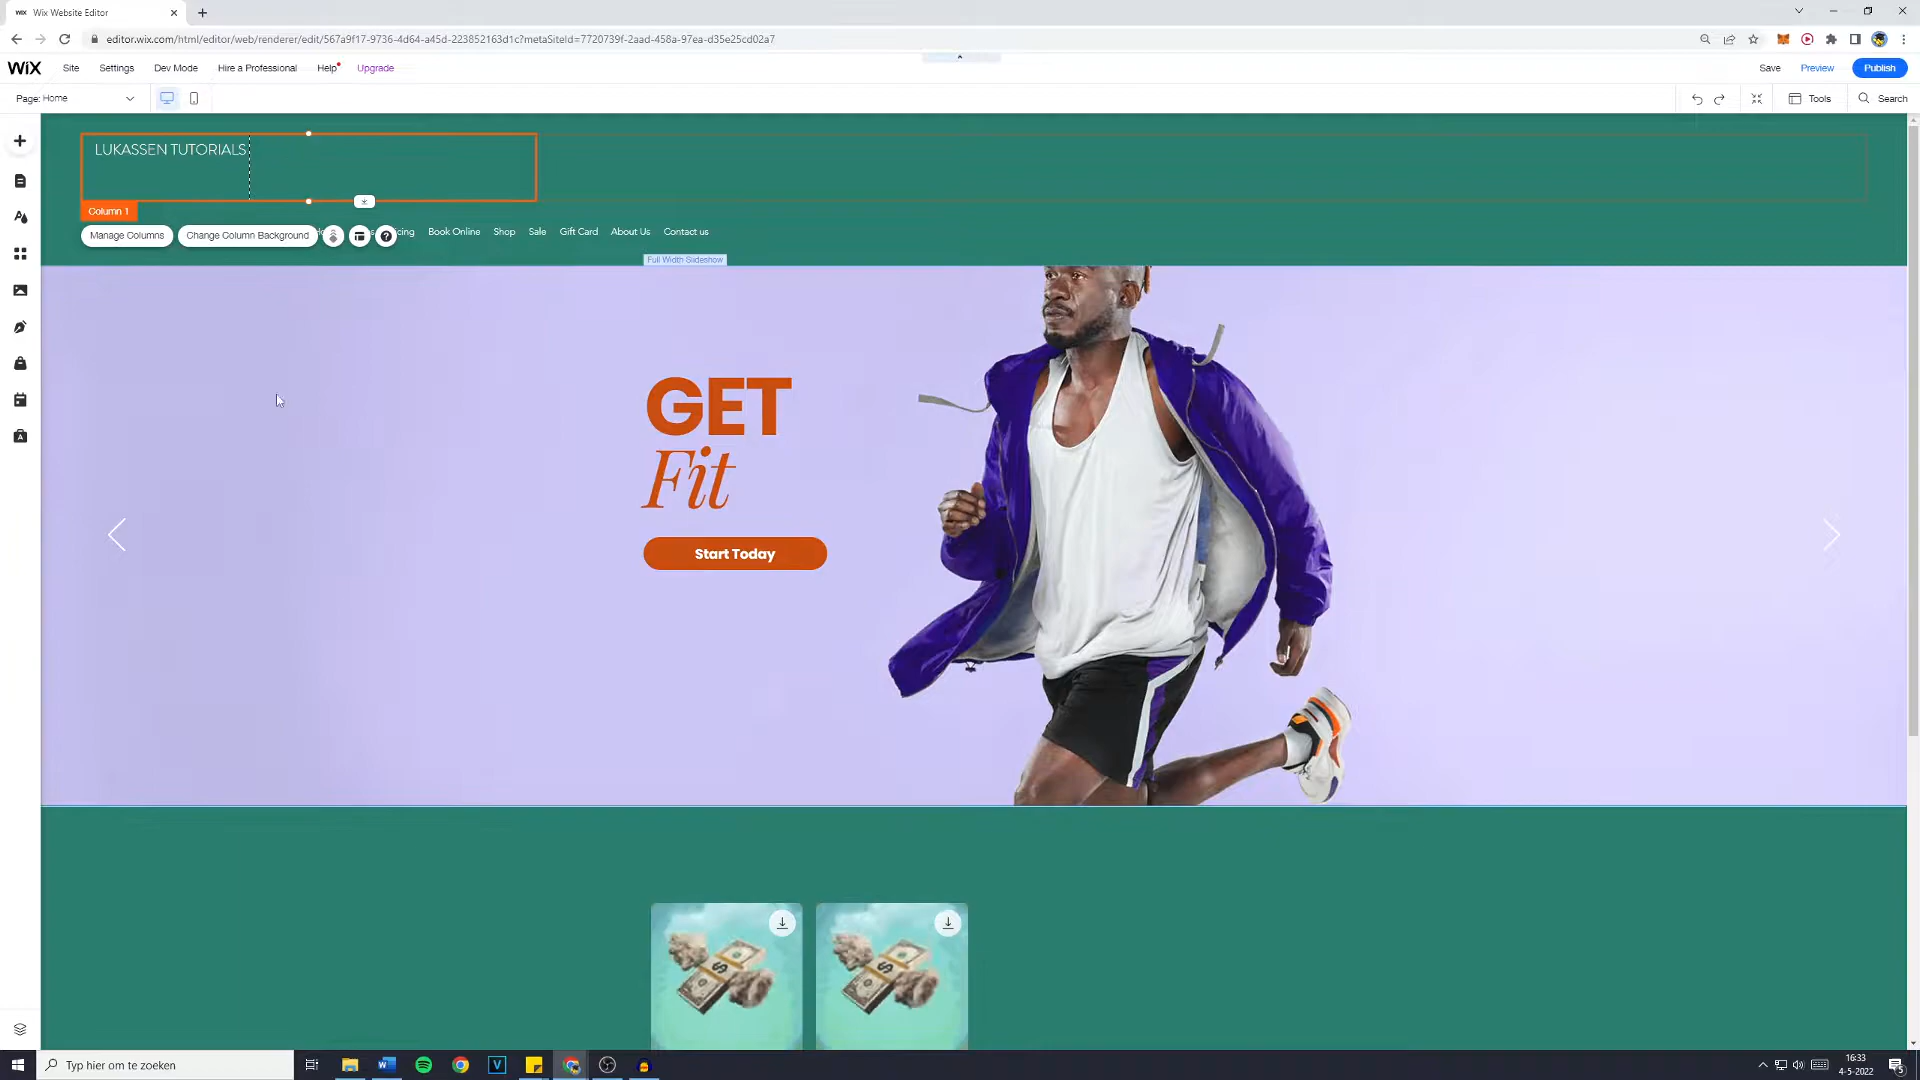 Wix Website Editor
editor.wix.com/html/editor/web/renderer/edit/567a9f17-9736-4d64-a45d-223852163d1c?metaSiteId=7720739f-2aad-458a-97ea-d35e25cd02a7
WiX Site Settings Dev Mode Hire a Professional Help Upgrade Save Preview Publish
Page: Home Tools Search
LUKASSEN TUTORIALS
Column 1
Manage Columns Change Column Background Book Online Shop Sale Gift Card About Us Contact us
Full Width Slideshow
GET
Fit
Start Today
Typ hier om te zoeken
16:33
4-5-2022